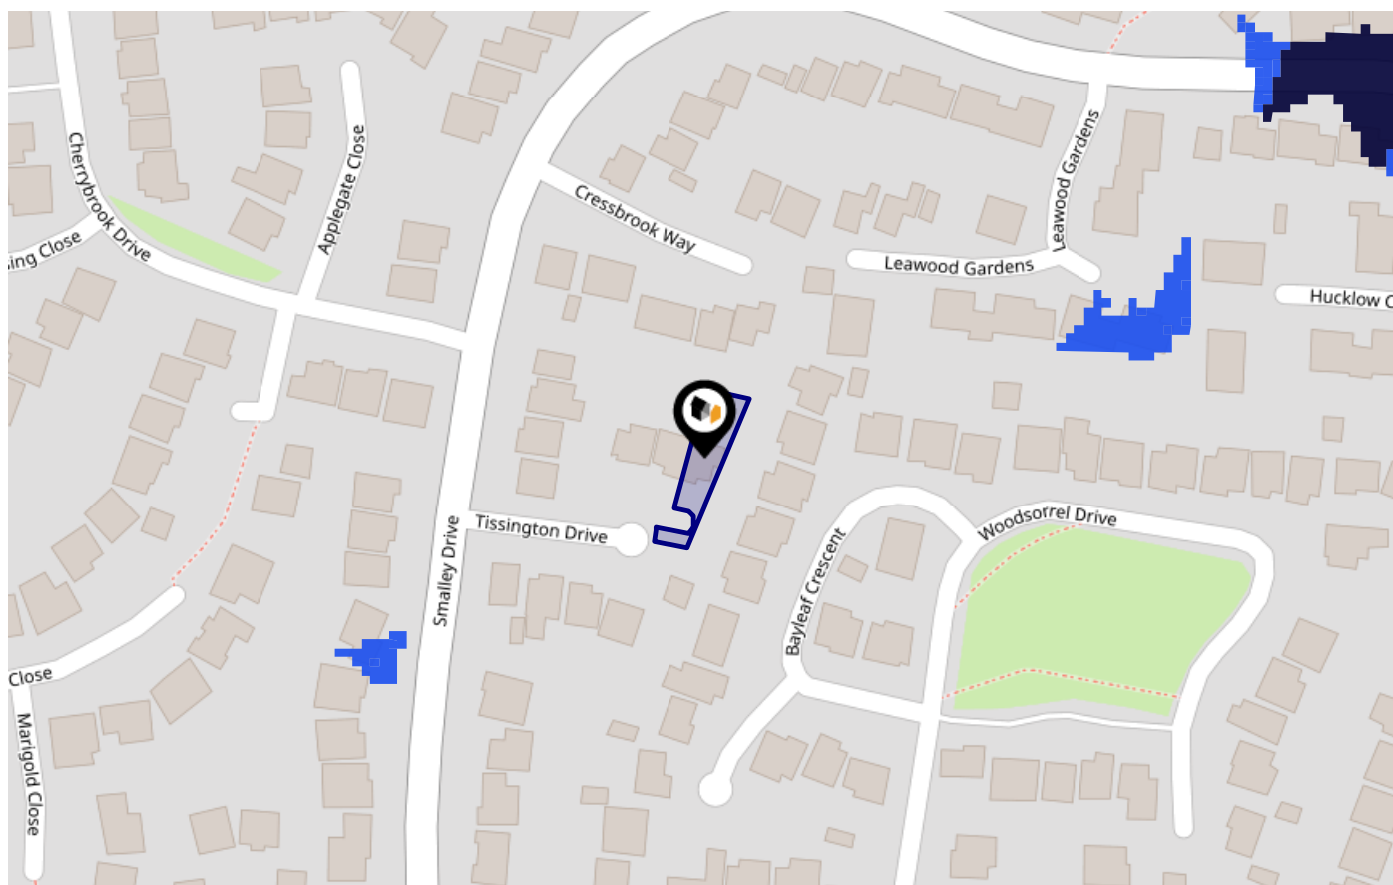 Cherrybrook Drive
Applegate Close
sing Close
Cressbrook Way
Leawood Gardens
Leawood Gardens
Hucklow C
Tissington Drive
Smalley Drive
Woodsorrel Drive
Bayleaf Crescent
Close
Marigold Close